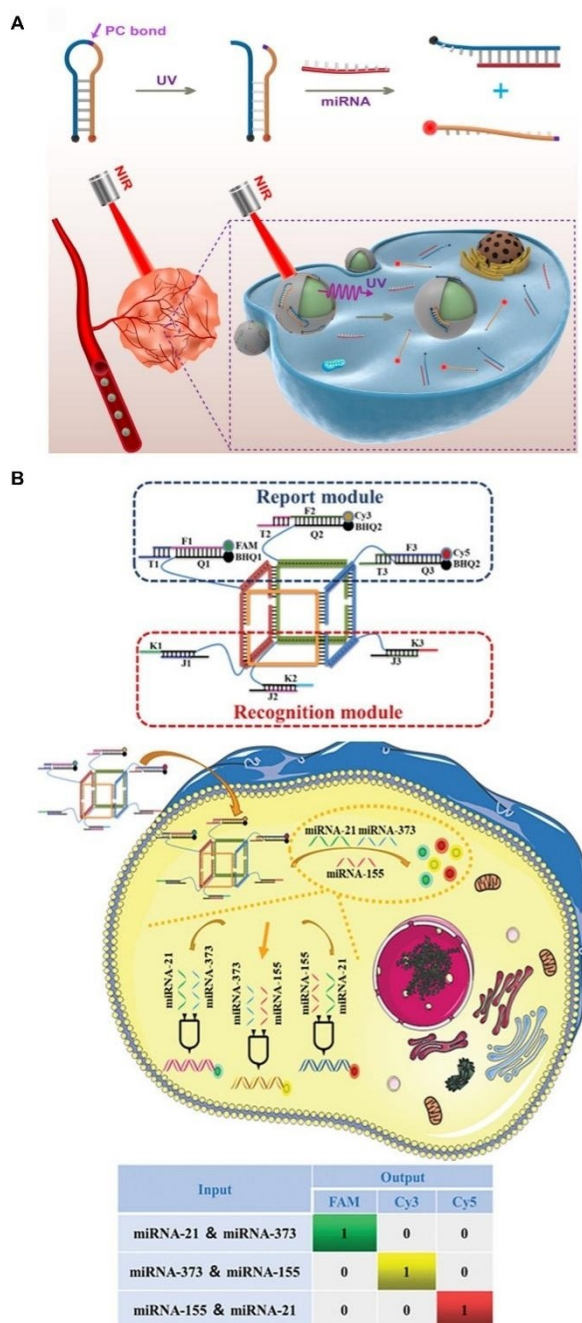 A
PC bond
UV
miRNA
+
NIR
NIR
UV
B
Report module
F2
Cy3
T2
Q2
BHQ2
F1
FAM
BHQ1
T1
Q1
F3
Cy5
T3
Q3
BHQ2
K1
J1
K2
J2
K3
J3
Recognition module
miRNA-21 miRNA-373
miRNA-155
miRNA-21
miRNA-373
miRNA-373
miRNA-155
miRNA-155
miRNA-21
Input Output
FAM Cy3 Cy5
miRNA-21 & miRNA-373 1 0 0
miRNA-373 & miRNA-155 0 1 0
miRNA-155 & miRNA-21 0 0 1